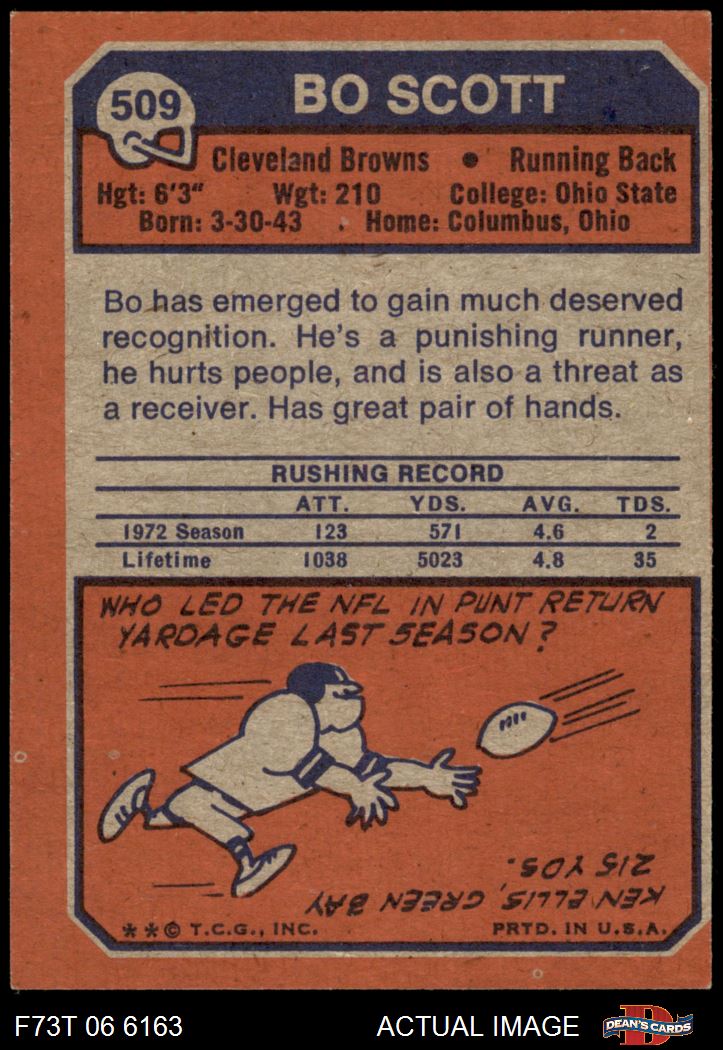 509
BO SCOTT
Cleveland Browns • Running Back
Hgt: 6'3" Wgt: 210 College: Ohio State
Born: 3-30-43 . Home: Columbus, Ohio
Bo has emerged to gain much deserved
recognition. He's a punishing runner,
he hurts people, and is also a threat as
a receiver. Has great pair of hands.
RUSHING RECORD
ATT. YDS. AVG. TDS.
1972 Season 123 571 4.6 2
Lifetime 1038 5023 4.8 35
WHO LED THE NFL IN PUNT RETURN
YARDAGE LAST SEASON?
KEN ELLIS, GREEN BAY
215 YDS.
**© T.C.G., INC. PRTD. IN U.S.A.
F73T 06 6163 ACTUAL IMAGE
D
DEAN'S CARDS